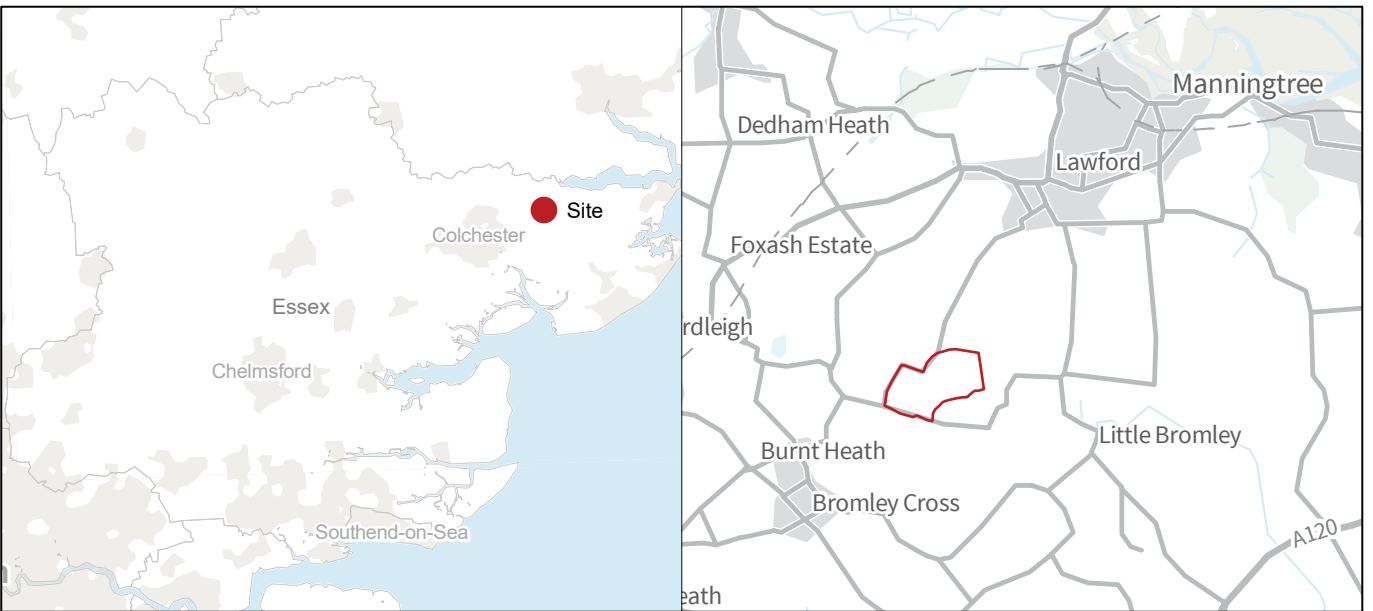 Site
Colchester
Essex
Chelmsford
Southend-on-Sea
Manningtree
Dedham Heath
Lawford
Foxash Estate
rdleigh
Little Bromley
Burnt Heath
Bromley Cross
A120
eath